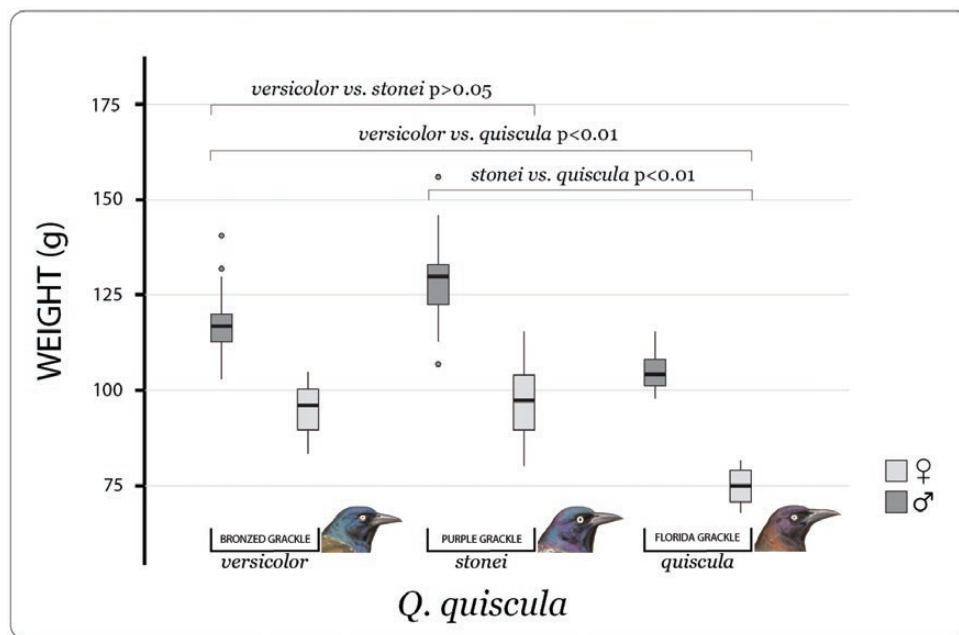 versicolor vs. stonei p>0.05
versicolor vs. quiscula p<0.01
stonei vs. quiscula p<0.01
WEIGHT (g)
175
150
125
100
75
♀
♂
BRONZED GRACKLE
PURPLE GRACKLE
FLORIDA GRACKLE
versicolor
stonei
quiscula
Q. quiscula